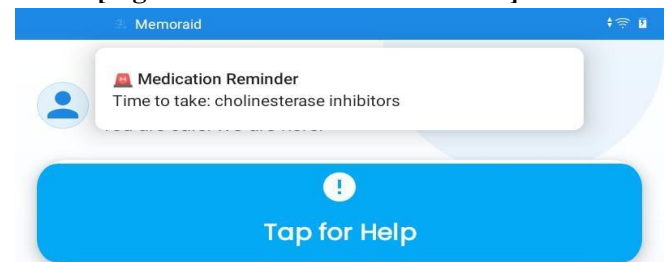 Memoraid
Medication Reminder
Time to take: cholinesterase inhibitors
Tap for Help